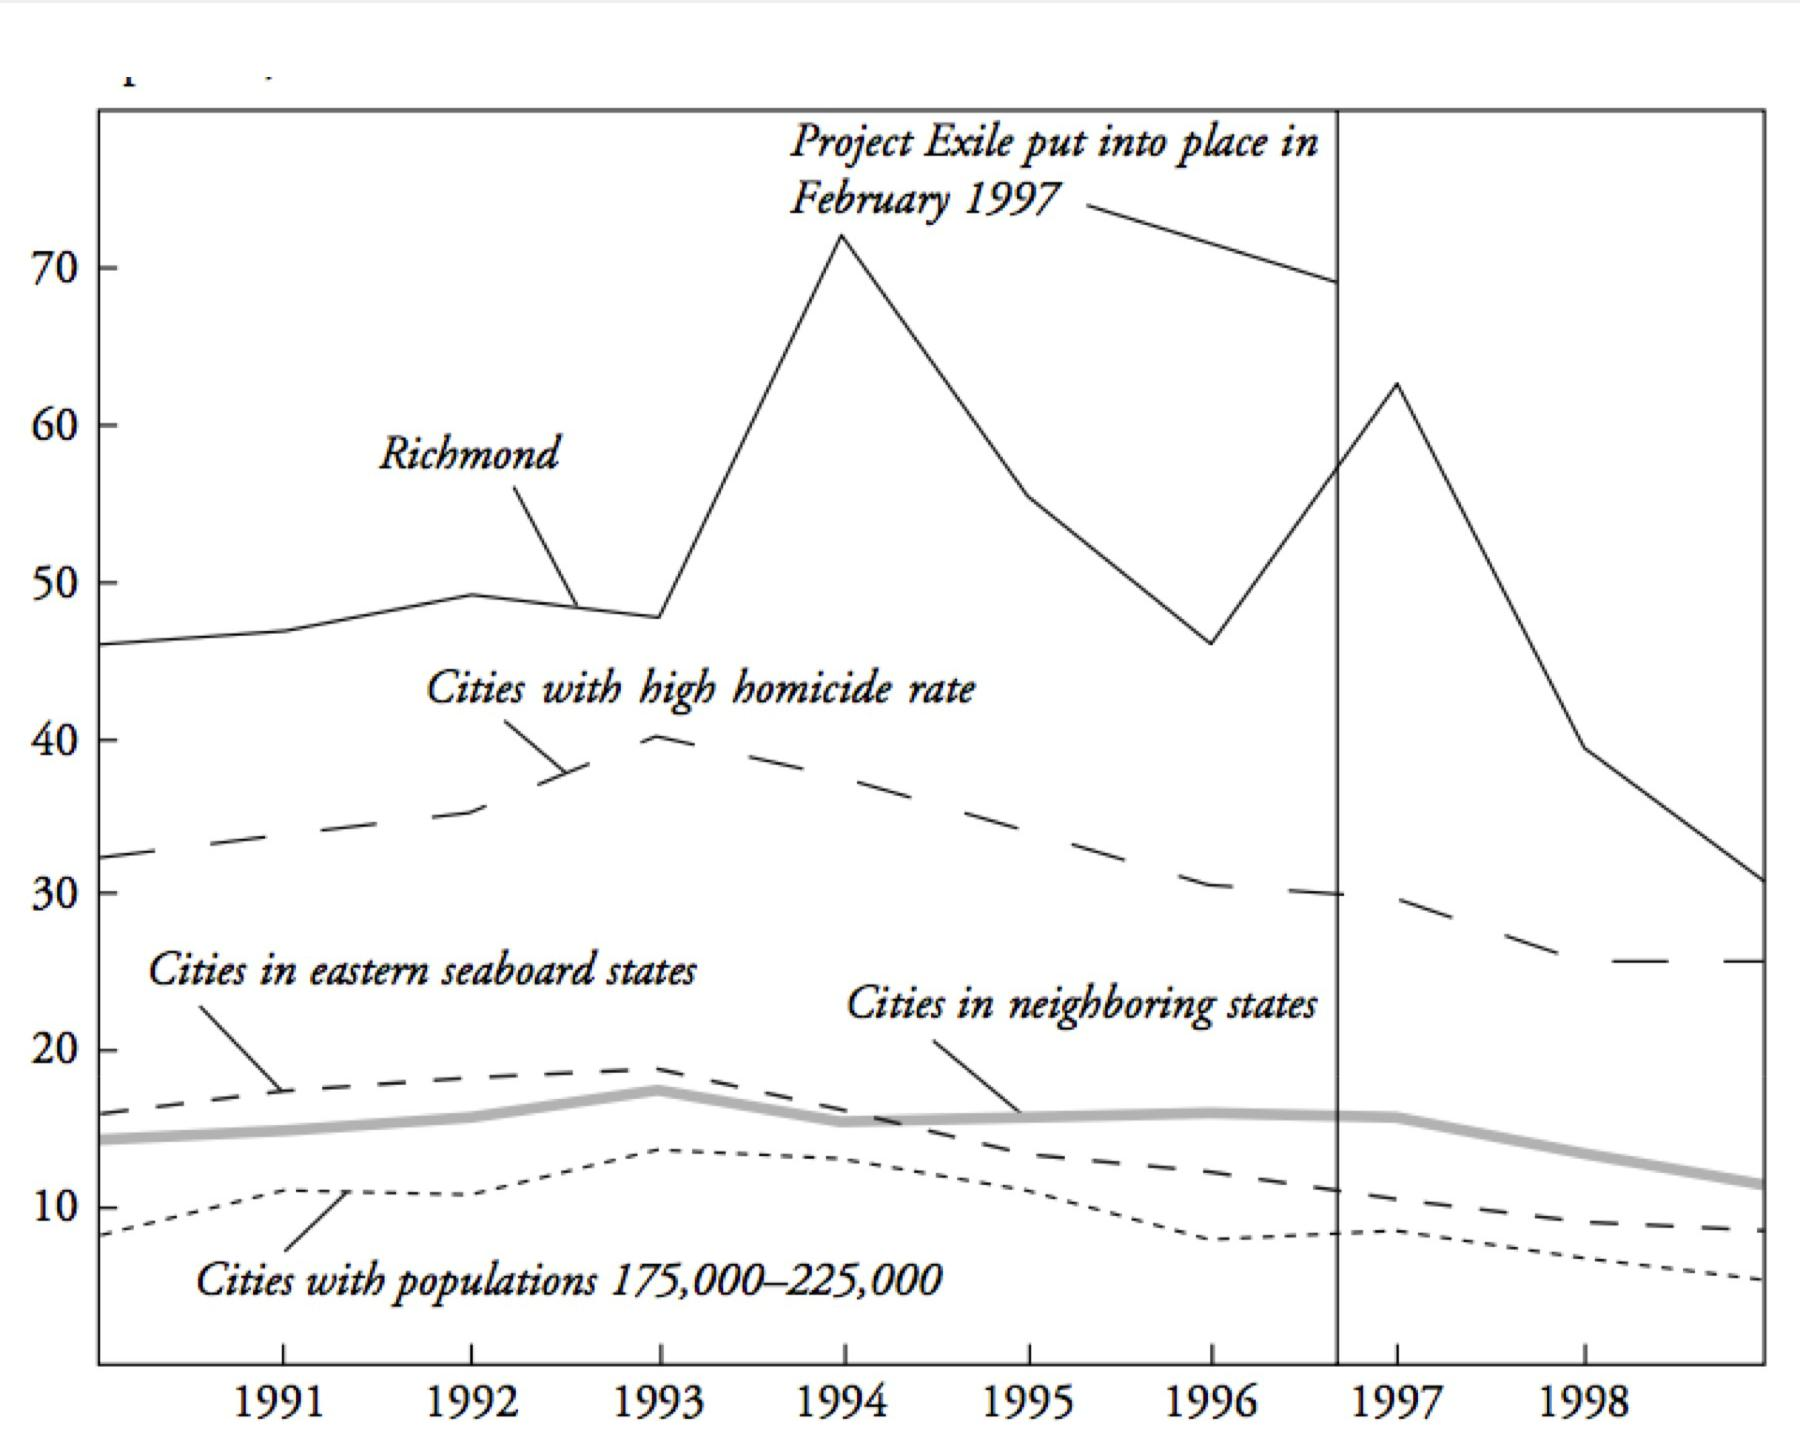 Project Exile put into place in
February 1997
70
60
Richmond
50
Cities with high homicide rate
40
30
Cities in eastern seaboard states
Cities in neighboring states
20
10
Cities with populations 175,000–225,000
1991 1992 1993 1994 1995 1996 1997 1998